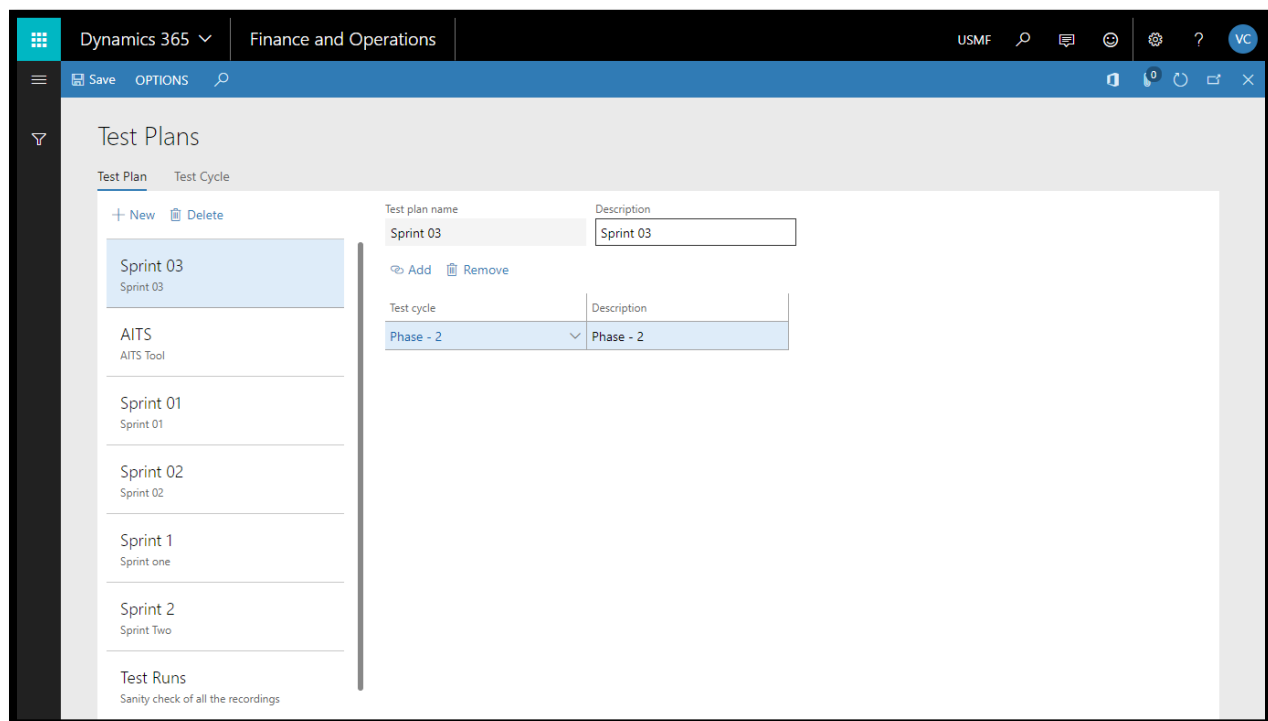 Dynamics 365 Finance and Operations USMF ? VC
Save OPTIONS 0
Test Plans
Test Plan Test Cycle
New Delete
Sprint 03
Sprint 03
AITS
AITS Tool
Sprint 01
Sprint 01
Sprint 02
Sprint 02
Sprint 1
Sprint one
Sprint 2
Sprint Two
Test Runs
Sanity check of all the recordings
Test plan name Description
Sprint 03 Sprint 03
Add Remove
Test cycle Description
Phase - 2 Phase - 2